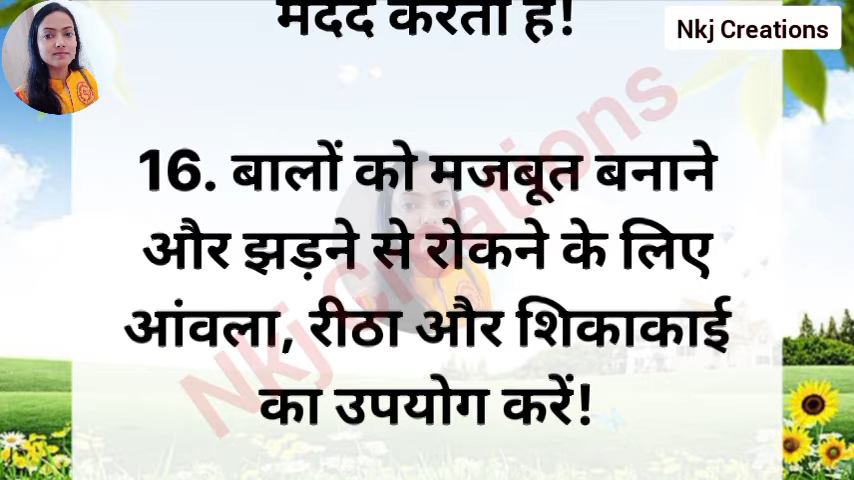 मदद करता है!
Nkj Creations
16. बालों को मजबूत बनाने
और झड़ने से रोकने के लिए
आंवला, रीठा और शिकाकाई
का उपयोग करें!
Nkj Creations